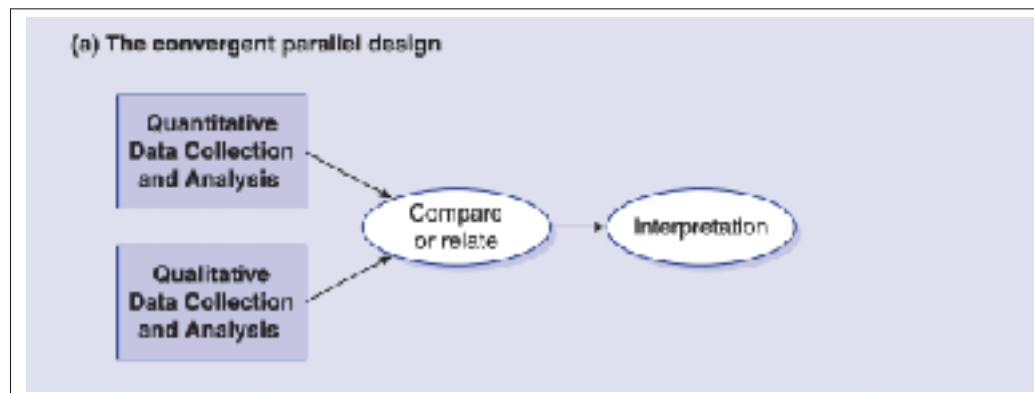 (a) The convergent parallel design
Quantitative
Data Collection
and Analysis
Qualitative
Data Collection
and Analysis
Compare
or relate
Interpretation